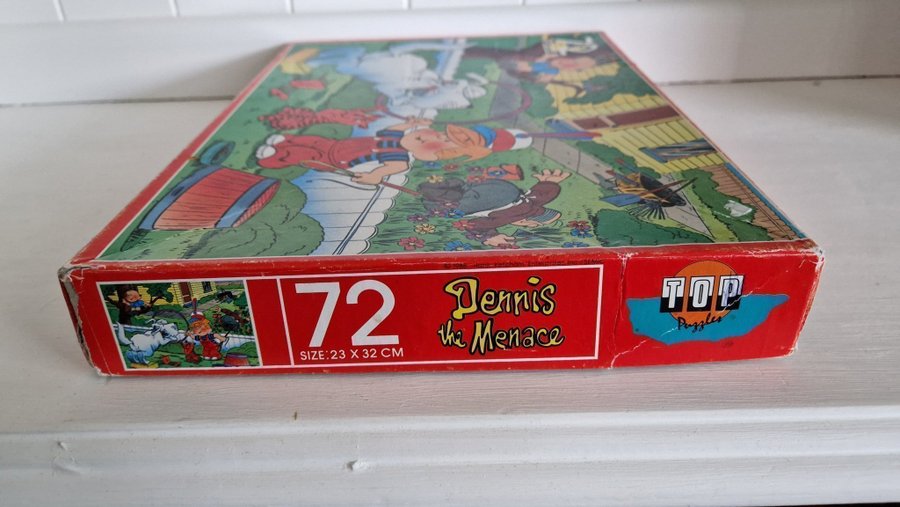 72
SIZE: 23 X 32 CM
Dennis
the Menace
TOP
Puzzles